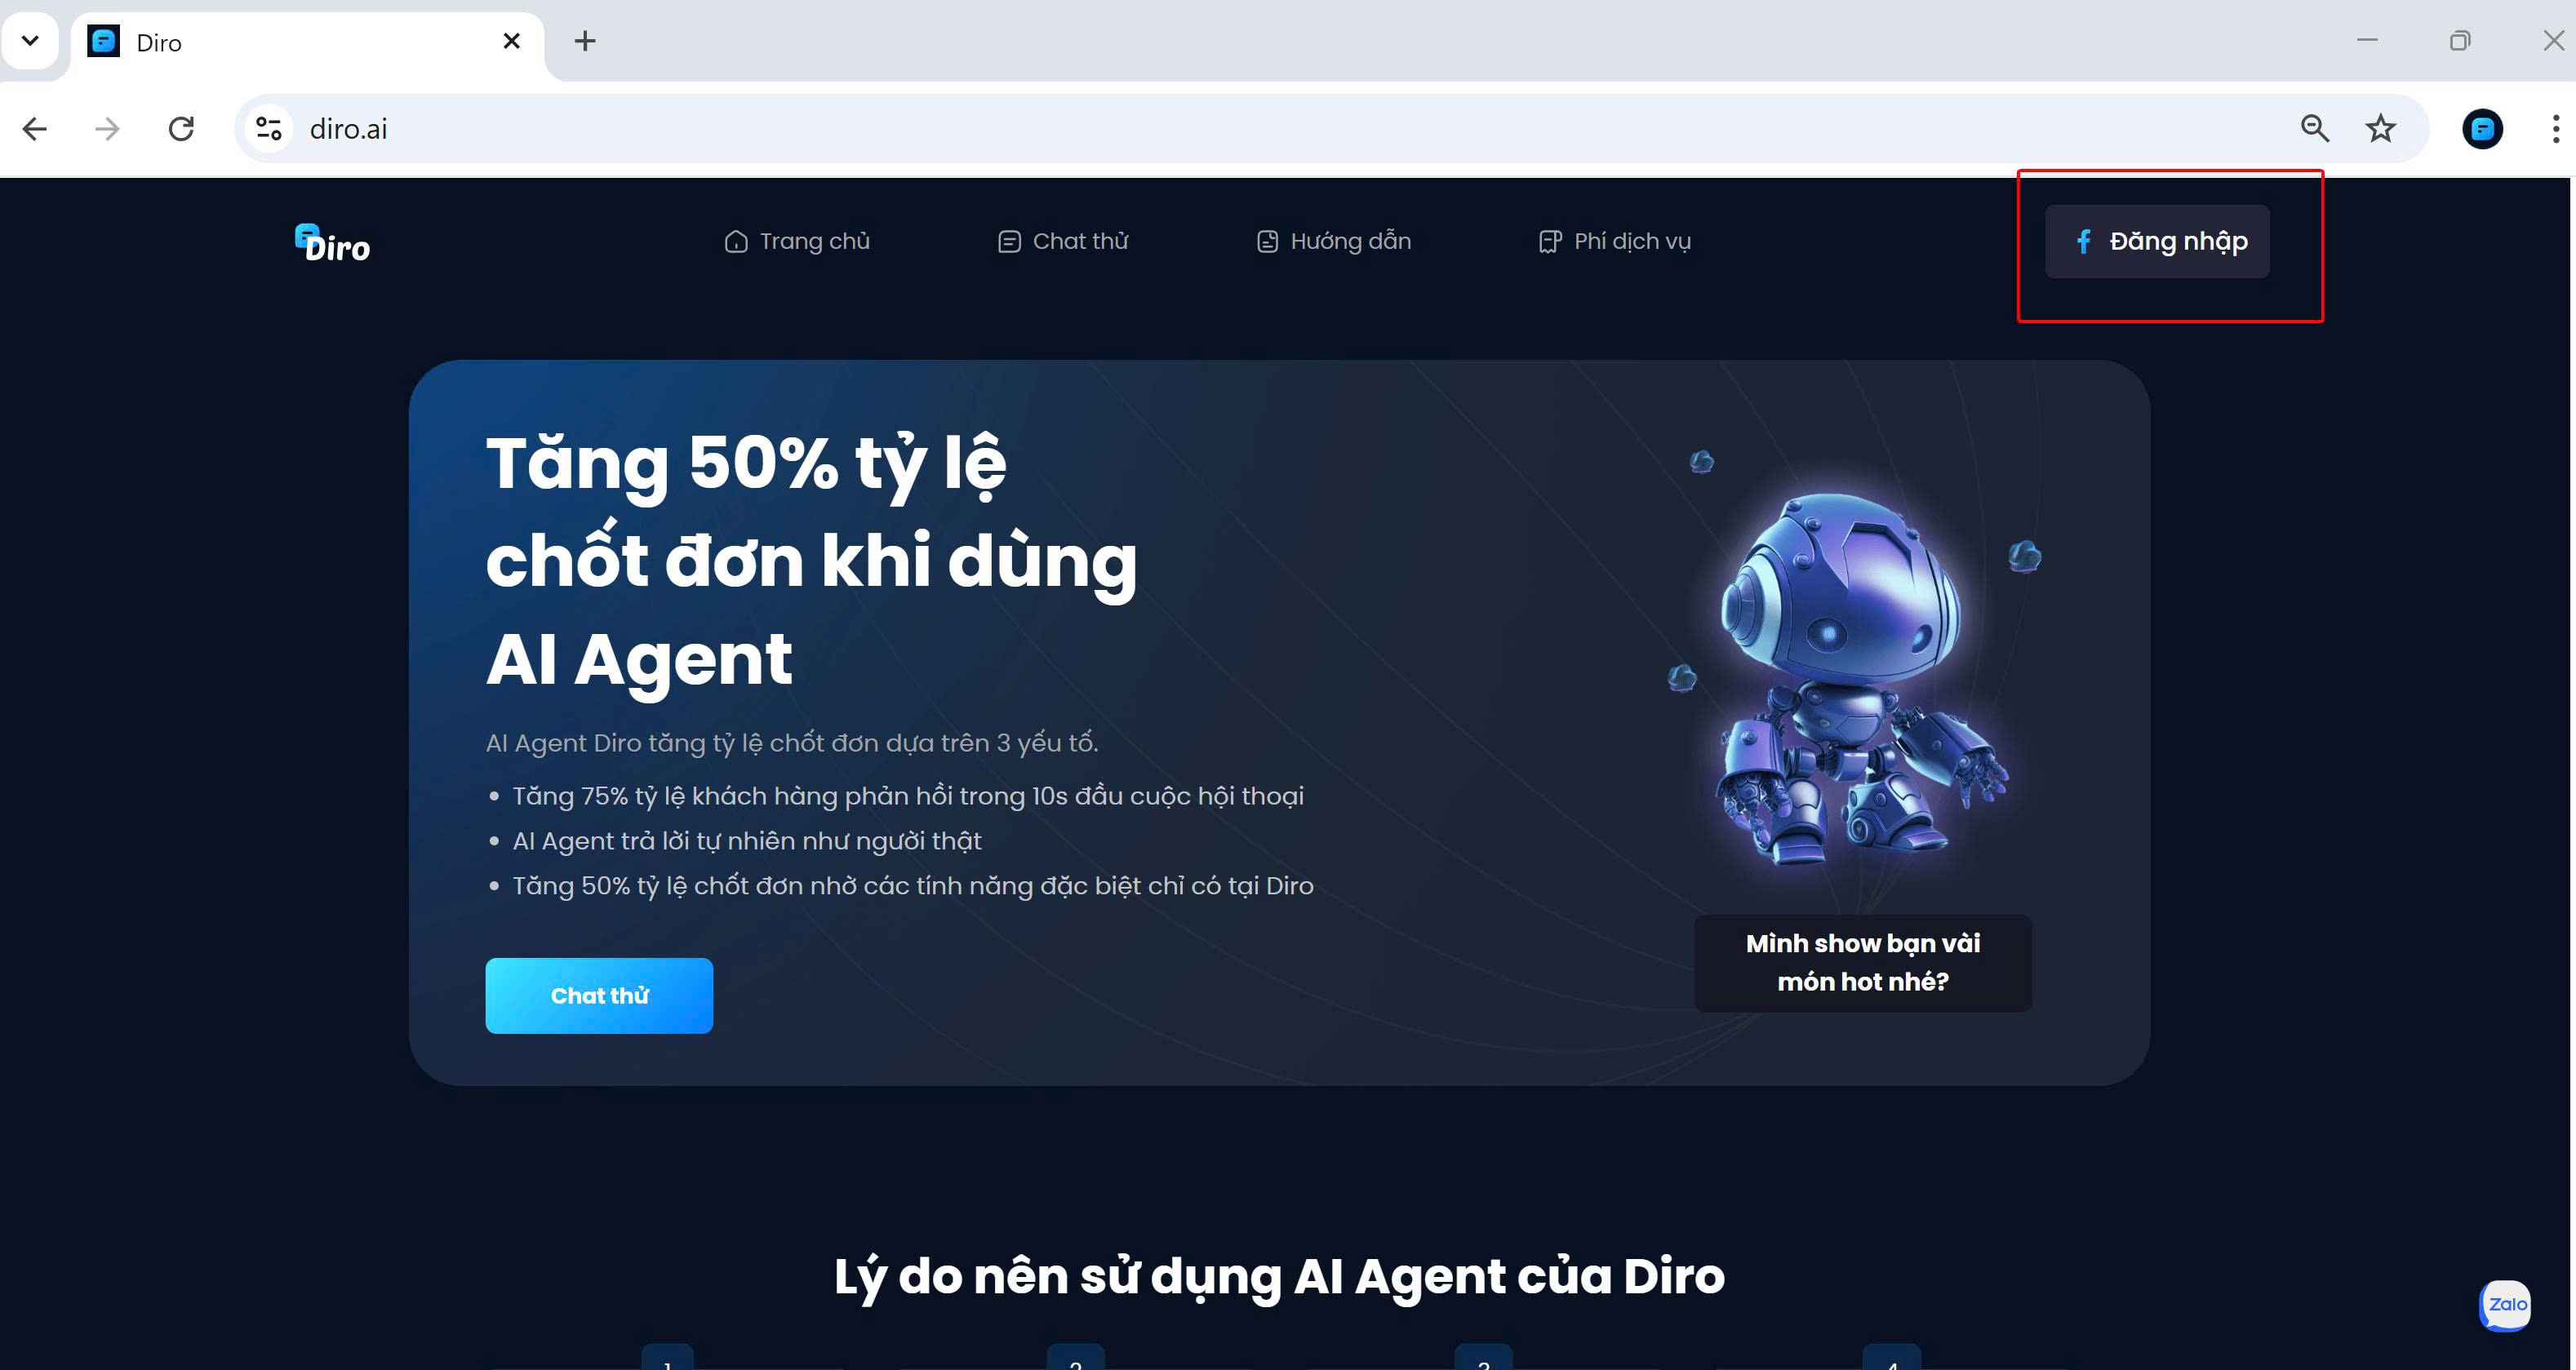 Diro
diro.ai
Diro
Trang chủ
Chat thử
Hướng dẫn
Phí dịch vụ
Đăng nhập
Tăng 50% tỷ lệ
chốt đơn khi dùng
AI Agent
AI Agent Diro tăng tỷ lệ chốt đơn dựa trên 3 yếu tố.
Tăng 75% tỷ lệ khách hàng phản hồi trong 10s đầu cuộc hội thoại
AI Agent trả lời tự nhiên như người thật
Tăng 50% tỷ lệ chốt đơn nhờ các tính năng đặc biệt chỉ có tại Diro
Chat thử
Mình show bạn vài
món hot nhé?
Lý do nên sử dụng AI Agent của Diro
Zalo
1
2
3
4